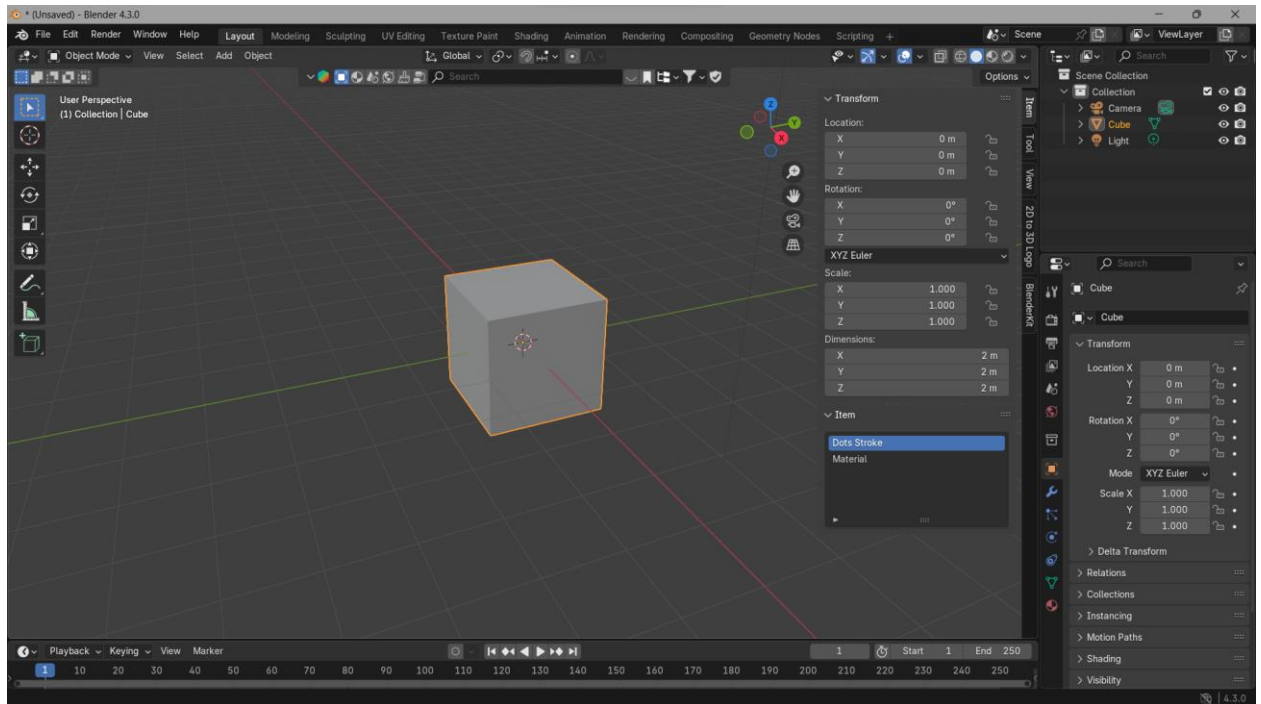 * (Unsaved) - Blender 4.3.0
File Edit Render Window Help Layout Modeling Sculpting UV Editing Texture Paint Shading Animation Rendering Compositing Geometry Nodes Scripting + Scene ViewLayer
Object Mode View Select Add Object Global Search
Search Options
User Perspective
(1) Collection | Cube
Z
Y
X
Transform
Location:
X 0 m
Y 0 m
Z 0 m
Rotation:
X 0°
Y 0°
Z 0°
XYZ Euler
Scale:
X 1.000
Y 1.000
Z 1.000
Dimensions:
X 2 m
Y 2 m
Z 2 m
Item
Dots Stroke
Material
Item
Tool
View
2D to 3D Logo
BlenderKit
Scene Collection
Collection
Camera
Cube
Light
Search
Cube
Cube
Transform
Location X 0 m
Y 0 m
Z 0 m
Rotation X 0°
Y 0°
Z 0°
Mode XYZ Euler
Scale X 1.000
Y 1.000
Z 1.000
Delta Transform
Relations
Collections
Instancing
Motion Paths
Shading
Visibility
Playback Keying View Marker 1 Start 1 End 250
1 10 20 30 40 50 60 70 80 90 100 110 120 130 140 150 160 170 180 190 200 210 220 230 240 250
4.3.0